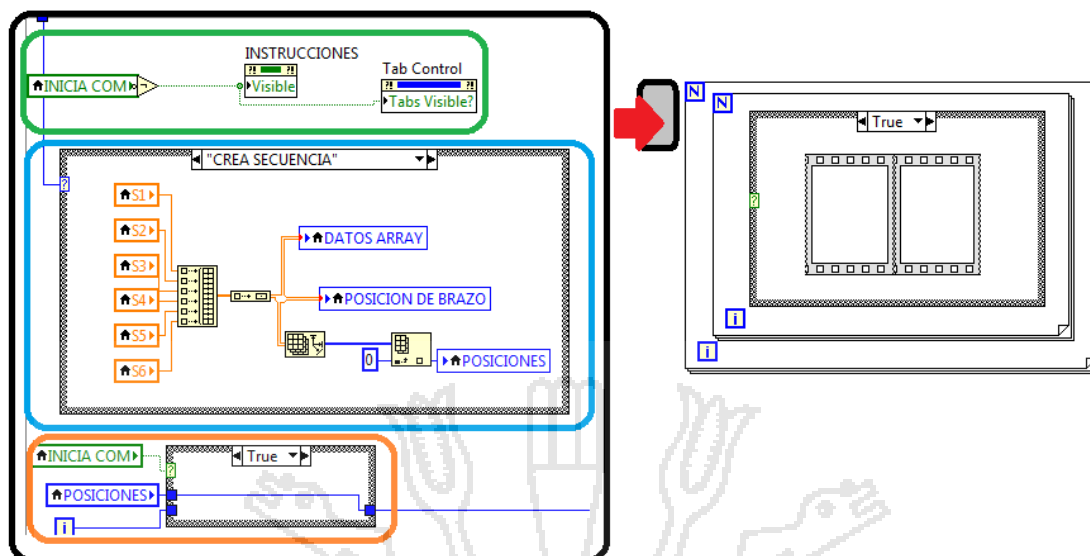 INSTRUCCIONES
Tab Control
INICIA COM
Visible
Tabs Visible?
"CREA SECUENCIA"
?
S1
S2
S3
S4
S5
S6
DATOS ARRAY
POSICION DE BRAZO
0
POSICIONES
INICIA COM
True
?
POSICIONES
i
N
N
True
?
i
i